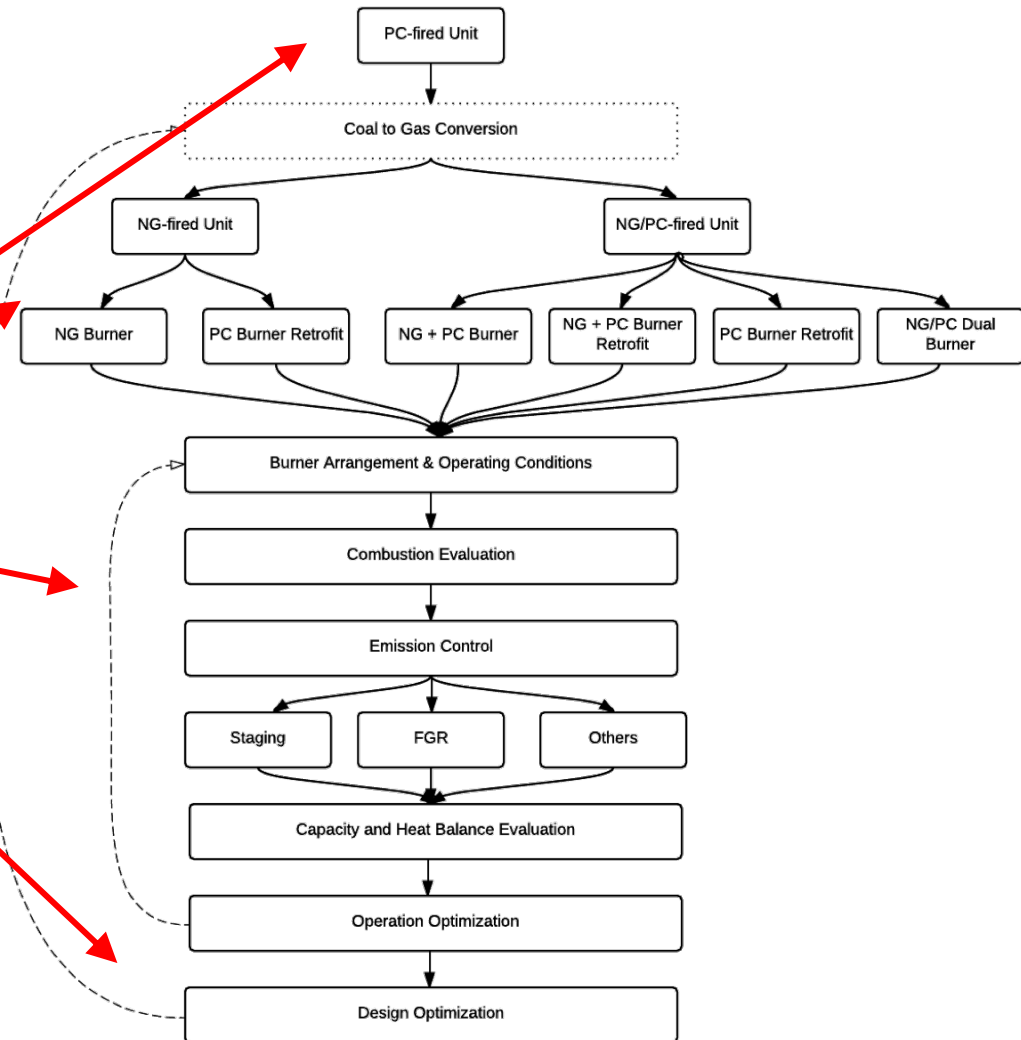 PC-fired Unit
Coal to Gas Conversion
NG-fired Unit
NG/PC-fired Unit
NG Burner
PC Burner Retrofit
NG + PC Burner
NG + PC Burner
Retrofit
PC Burner Retrofit
NG/PC Dual
Burner
Burner Arrangement & Operating Conditions
Combustion Evaluation
Emission Control
Staging
FGR
Others
Capacity and Heat Balance Evaluation
Operation Optimization
Design Optimization